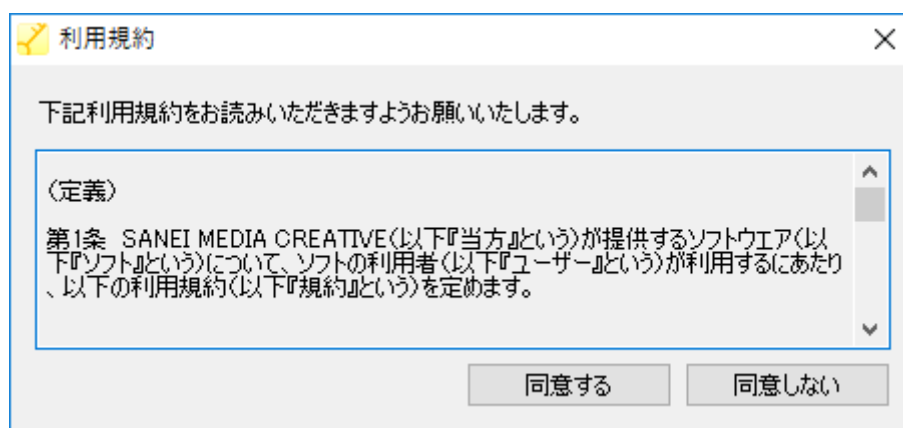 利用規約
下記利用規約をお読みいただきますようお願いいたします。
（定義）
第1条　SANEI MEDIA CREATIVE（以下『当方』という）が提供するソフトウエア（以
下『ソフト』という）について、ソフトの利用者（以下『ユーザー』という）が利用するにあたり
、以下の利用規約（以下『規約』という）を定めます。
同意する　同意しない